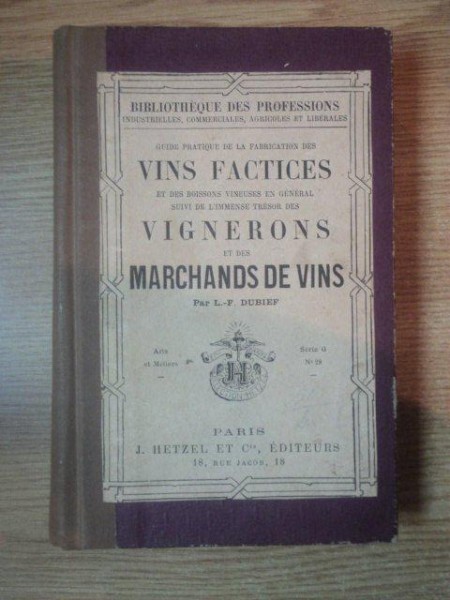 BIBLIOTHÈQUE DES PROFESSIONS
INDUSTRIELLES, COMMERCIALES, AGRICOLES ET LIBÉRALES
GUIDE PRATIQUE DE LA FABRICATION DES
VINS FACTICES
ET DES BOISSONS VINEUSES EN GÉNÉRAL
SUIVI DE L'IMMENSE TRÉSOR DES
VIGNERONS
ET DES
MARCHANDS DE VINS
Par L.-F. DUBIEF
Arts
et Métiers
Série G
PARIS
J. HETZEL ET Cie, ÉDITEURS
18, RUE JACOB, 18